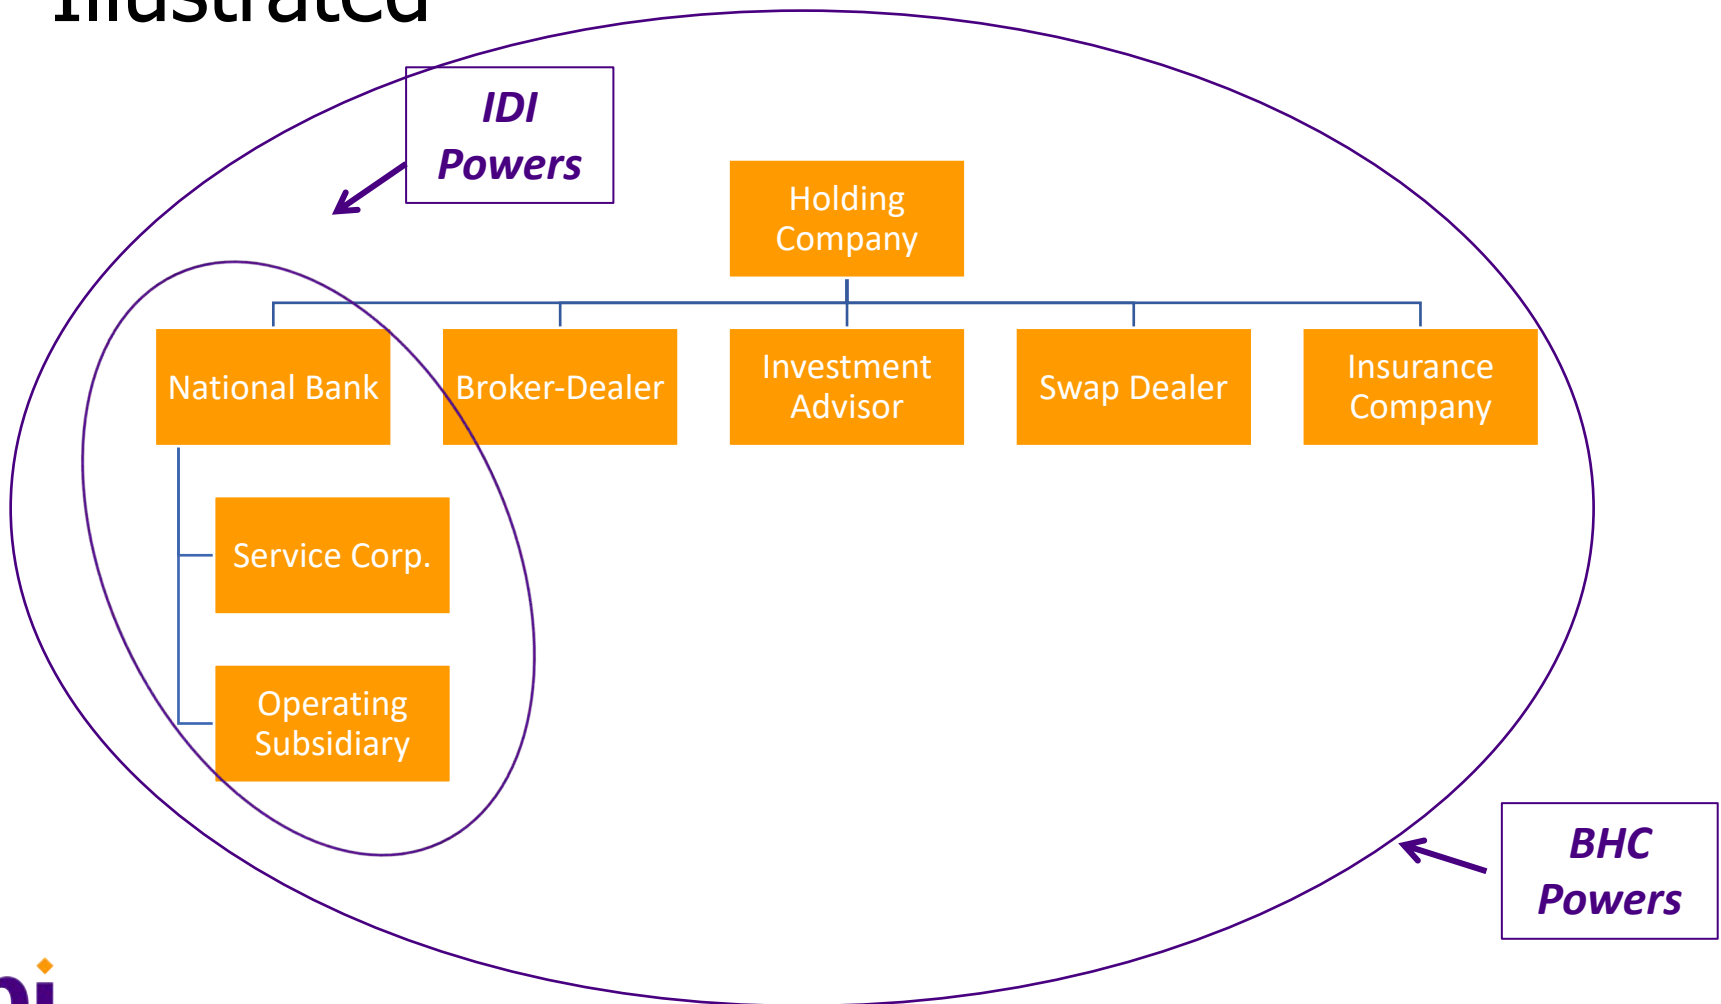 Illustrated
IDI
Powers
Holding
Company
National Bank
Broker-Dealer
Investment
Advisor
Swap Dealer
Insurance
Company
Service Corp.
Operating
Subsidiary
BHC
Powers